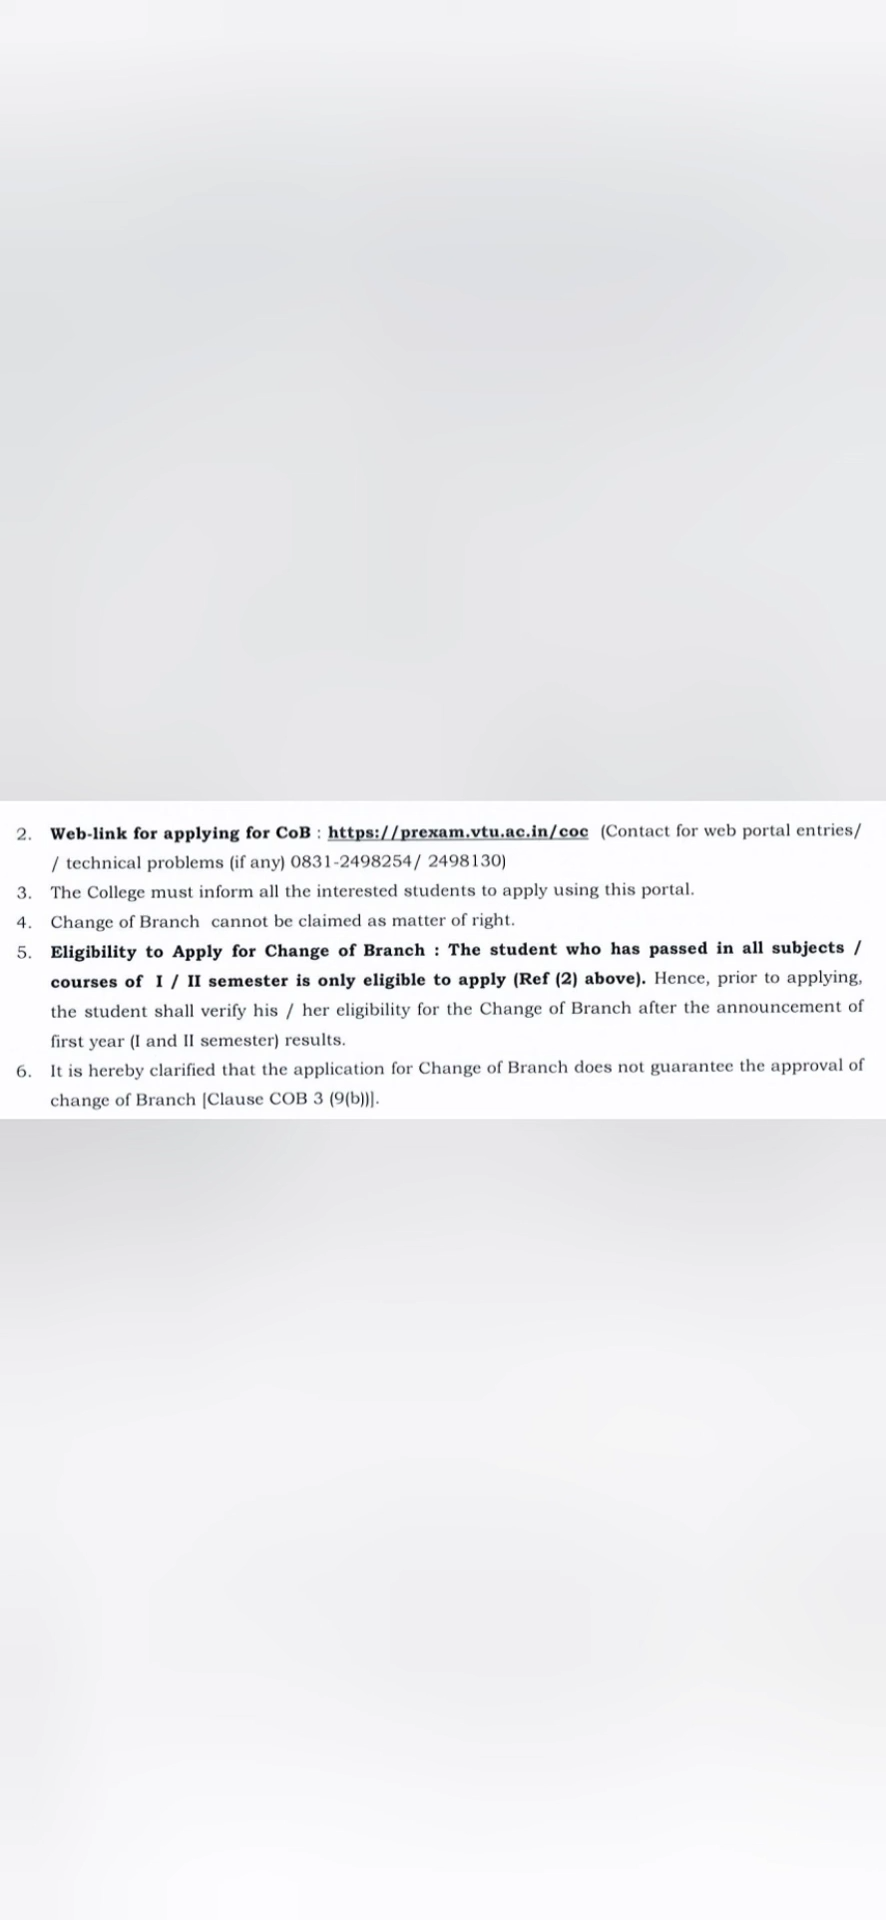 2. Web-link for applying for CoB : https://prexam.vtu.ac.in/coc (Contact for web portal entries/
/ technical problems (if any) 0831-2498254/ 2498130)
3. The College must inform all the interested students to apply using this portal.
4. Change of Branch cannot be claimed as matter of right.
5. Eligibility to Apply for Change of Branch : The student who has passed in all subjects /
courses of I / II semester is only eligible to apply (Ref (2) above). Hence, prior to applying,
the student shall verify his / her eligibility for the Change of Branch after the announcement of
first year (I and II semester) results.
6. It is hereby clarified that the application for Change of Branch does not guarantee the approval of
change of Branch [Clause COB 3 (9(b))].